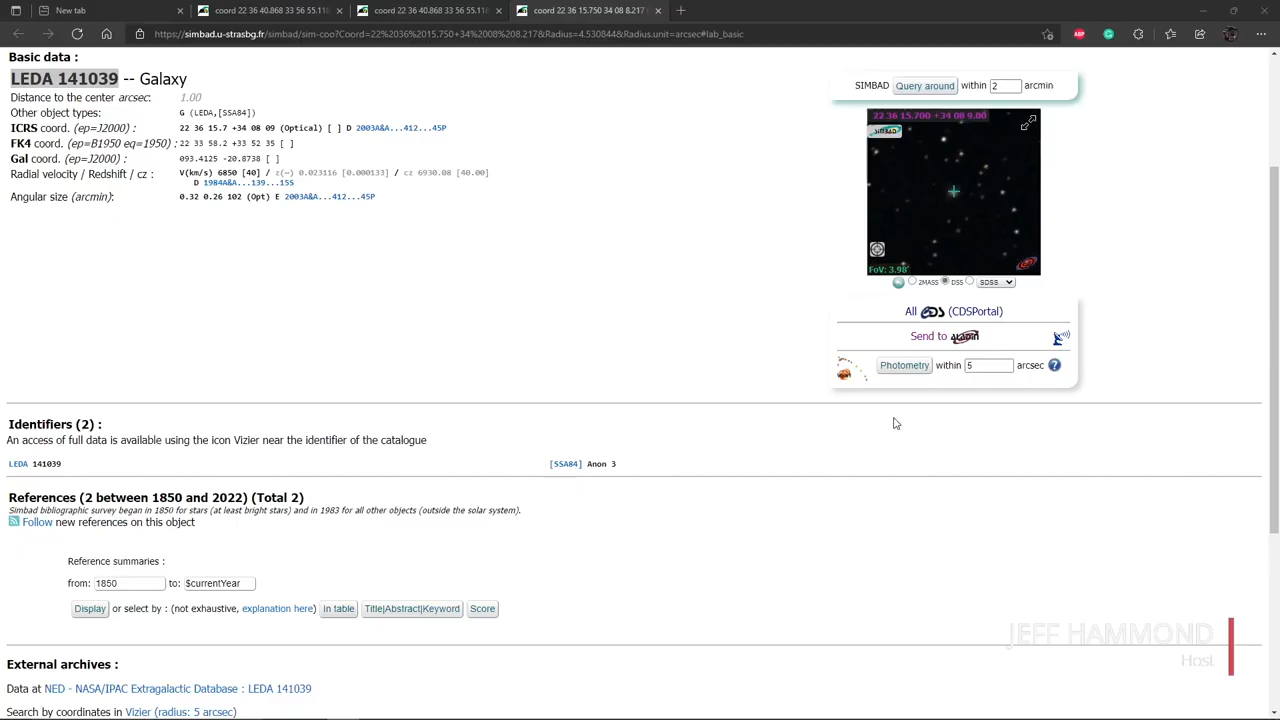 New tab
coord 22 36 40.868 33 56 55.118
coord 22 36 40.868 33 56 55.118
coord 22 36 15.750 34 08 8.217
https://simbad.u-strasbg.fr/simbad/sim-coo?Coord=22%2036%2015.750%20+34%2008%208.217&Radius=4.530844&Radius.unit=arcsec#lab_basic
ABP
Basic data :
LEDA 141039 -- Galaxy
Distance to the center arcsec: 1.00
Other object types: G (LEDA,[SSA84])
ICRS coord. (ep=J2000) : 22 36 15.7 +34 08 09 (Optical) [ ] D 2003A&A...412...45P
FK4 coord. (ep=B1950 eq=1950) : 22 33 58.2 +33 52 35 [ ]
Gal coord. (ep=J2000) : 093.4125 -20.8738 [ ]
Radial velocity / Redshift / cz : V(km/s) 6850 [40] / z(~) 0.023116 [0.000133] / cz 6930.08 [40.00]
D 1984A&A...139...15S
Angular size (arcmin): 0.32 0.26 102 (Opt) E 2003A&A...412...45P
SIMBAD Query around within 2 arcmin
22 36 15.700 +34 08 9.00
FoV: 3.98'
2MASS DSS SDSS
All CDS (CDSPortal)
Send to Aladin
Photometry within 5 arcsec ?
Identifiers (2) :
An access of full data is available using the icon Vizier near the identifier of the catalogue
LEDA 141039 [SSA84] Anon 3
References (2 between 1850 and 2022) (Total 2)
Simbad bibliographic survey began in 1850 for stars (at least bright stars) and in 1983 for all other objects (outside the solar system).
Follow new references on this object
Reference summaries :
from: 1850 to: $currentYear
Display or select by : (not exhaustive, explanation here) In table Title|Abstract|Keyword Score
JEFF HAMMOND
Host
External archives :
Data at NED - NASA/IPAC Extragalactic Database : LEDA 141039
Search by coordinates in Vizier (radius: 5 arcsec)